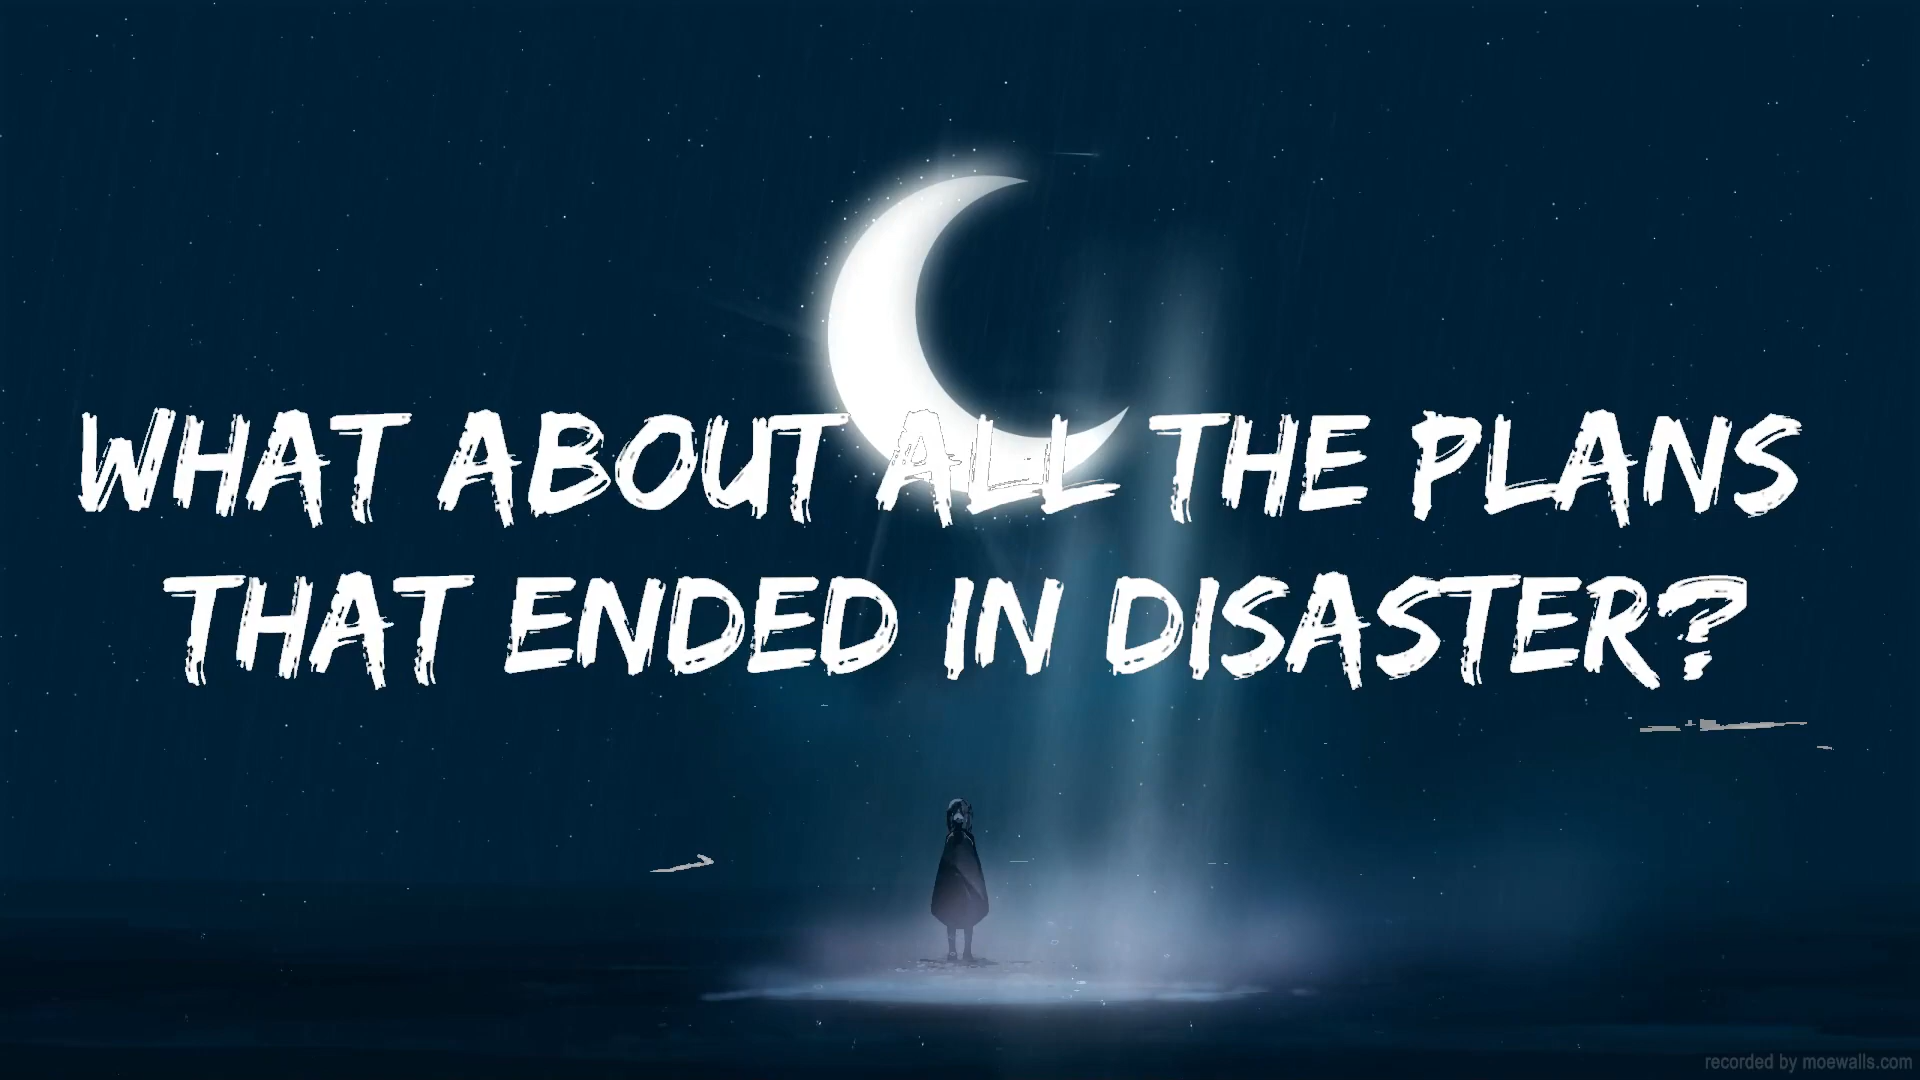 WHAT ABOUT ALL THE PLANS
THAT ENDED IN DISASTER?
recorded by moewalls.com